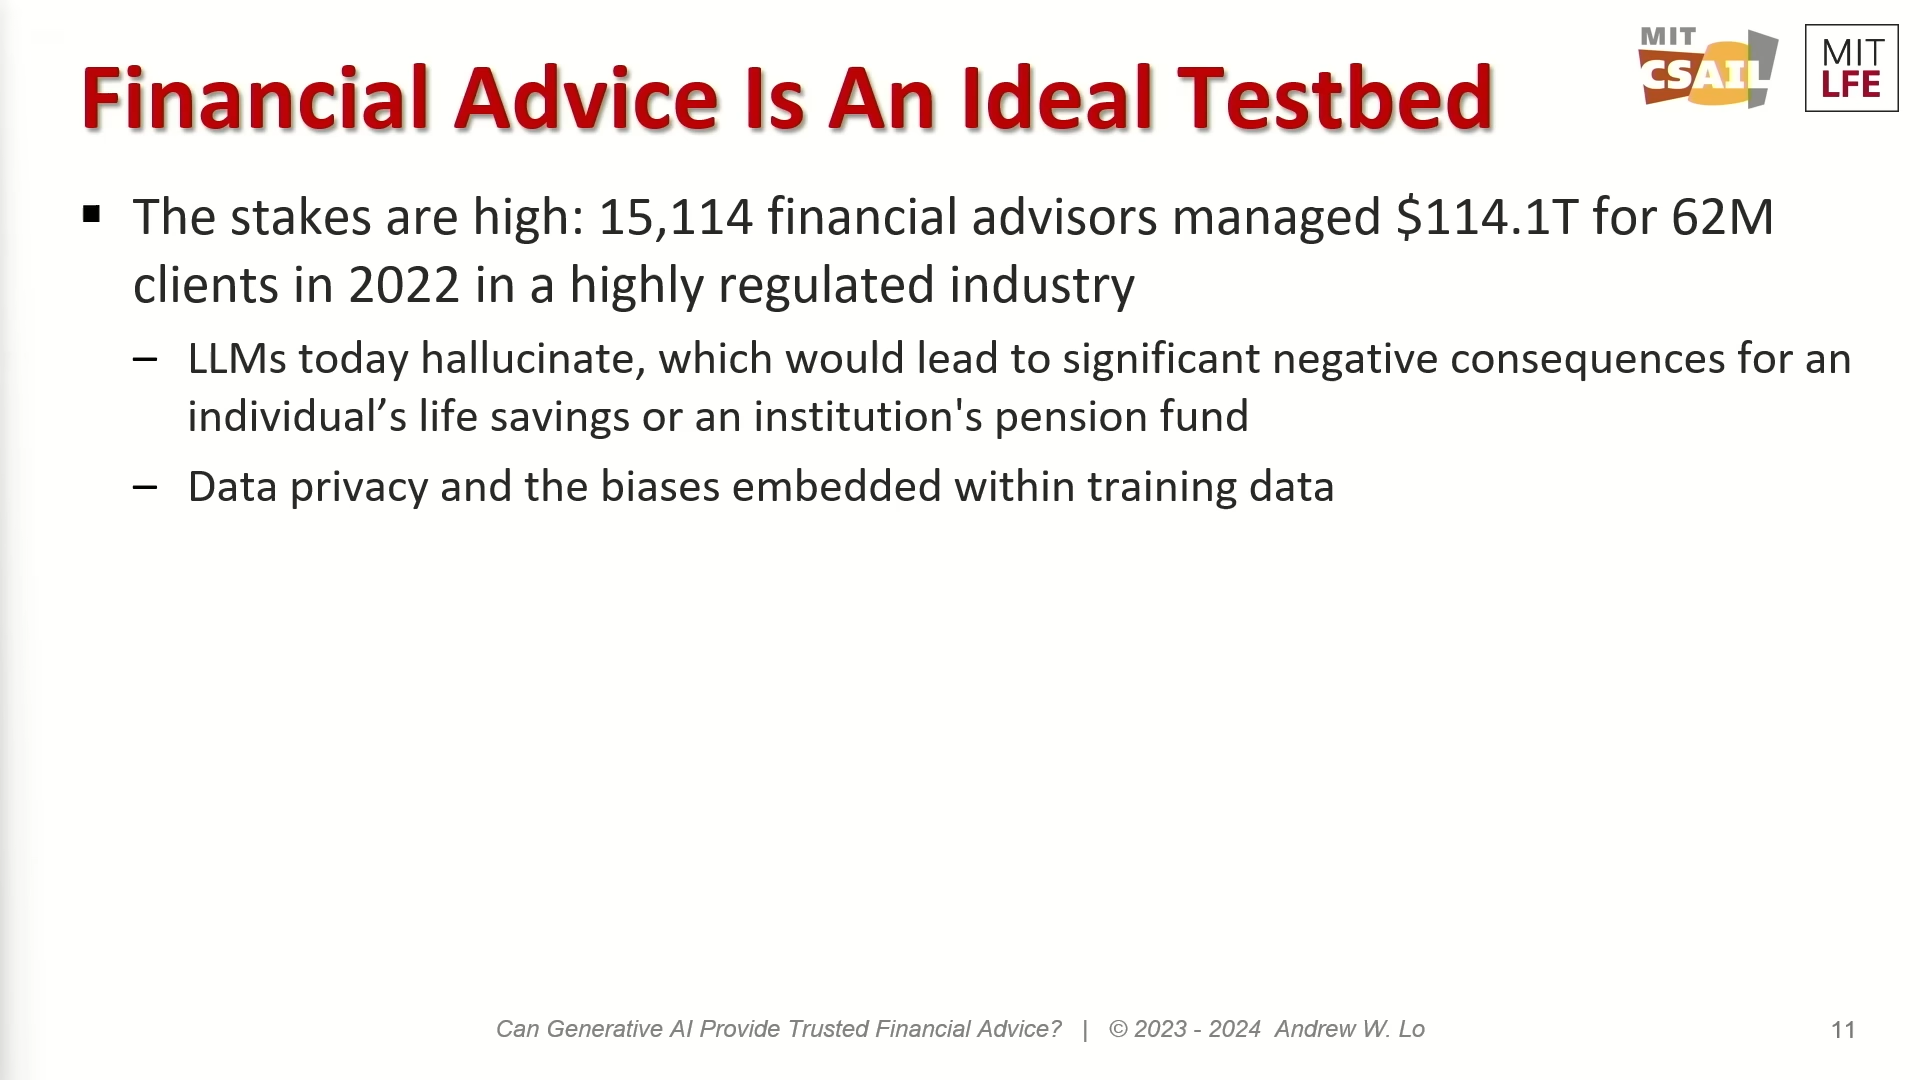 Financial Advice Is An Ideal Testbed
MIT
CSAIL
MIT
LFE
▪ The stakes are high: 15,114 financial advisors managed $114.1T for 62M
clients in 2022 in a highly regulated industry
– LLMs today hallucinate, which would lead to significant negative consequences for an
individual’s life savings or an institution's pension fund
– Data privacy and the biases embedded within training data
Can Generative AI Provide Trusted Financial Advice? | © 2023 - 2024 Andrew W. Lo
11